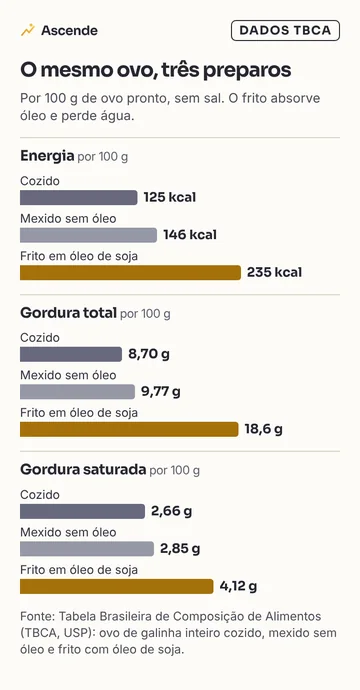 Ascende
DADOS TBCA
O mesmo ovo, três preparos
Por 100 g de ovo pronto, sem sal. O frito absorve
óleo e perde água.
Energia por 100 g
Cozido
125 kcal
Mexido sem óleo
146 kcal
Frito em óleo de soja
235 kcal
Gordura total por 100 g
Cozido
8,70 g
Mexido sem óleo
9,77 g
Frito em óleo de soja
18,6 g
Gordura saturada por 100 g
Cozido
2,66 g
Mexido sem óleo
2,85 g
Frito em óleo de soja
4,12 g
Fonte: Tabela Brasileira de Composição de Alimentos
(TBCA, USP): ovo de galinha inteiro cozido, mexido sem
óleo e frito com óleo de soja.